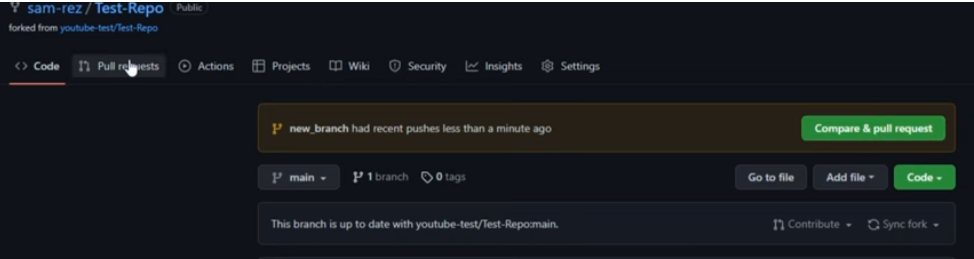 sam-rez / Test-Repo Public
forked from youtube-test/Test-Repo
<> Code Pull requests Actions Projects Wiki Security Insights Settings
new_branch had recent pushes less than a minute ago Compare & pull request
main 1 branch 0 tags Go to file Add file Code
This branch is up to date with youtube-test/Test-Repo:main. Contribute Sync fork